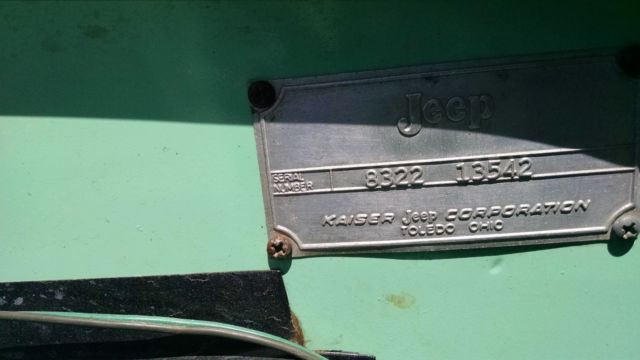 Jeep
SERIAL NUMBER 8322 13542
KAISER Jeep CORPORATION
TOLEDO OHIO